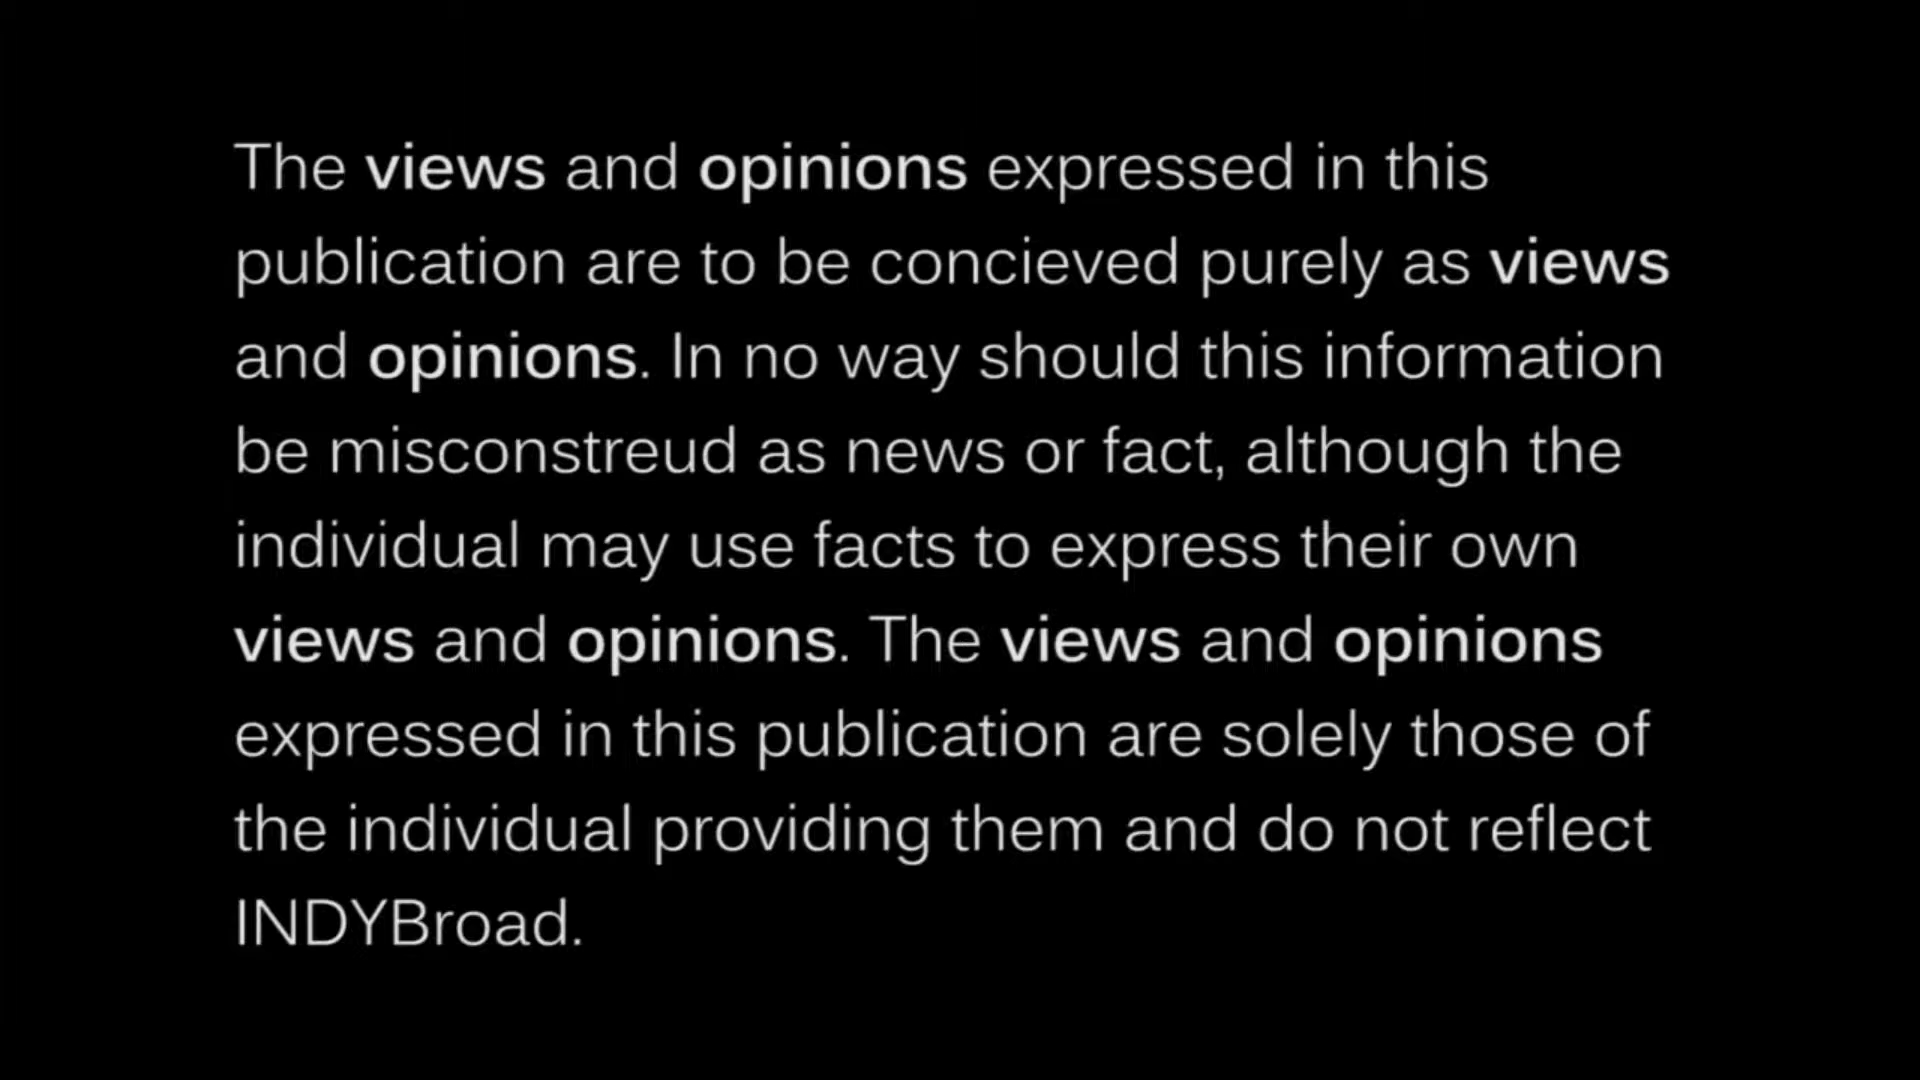 The views and opinions expressed in this
publication are to be concieved purely as views
and opinions. In no way should this information
be misconstreud as news or fact, although the
individual may use facts to express their own
views and opinions. The views and opinions
expressed in this publication are solely those of
the individual providing them and do not reflect
INDYBroad.